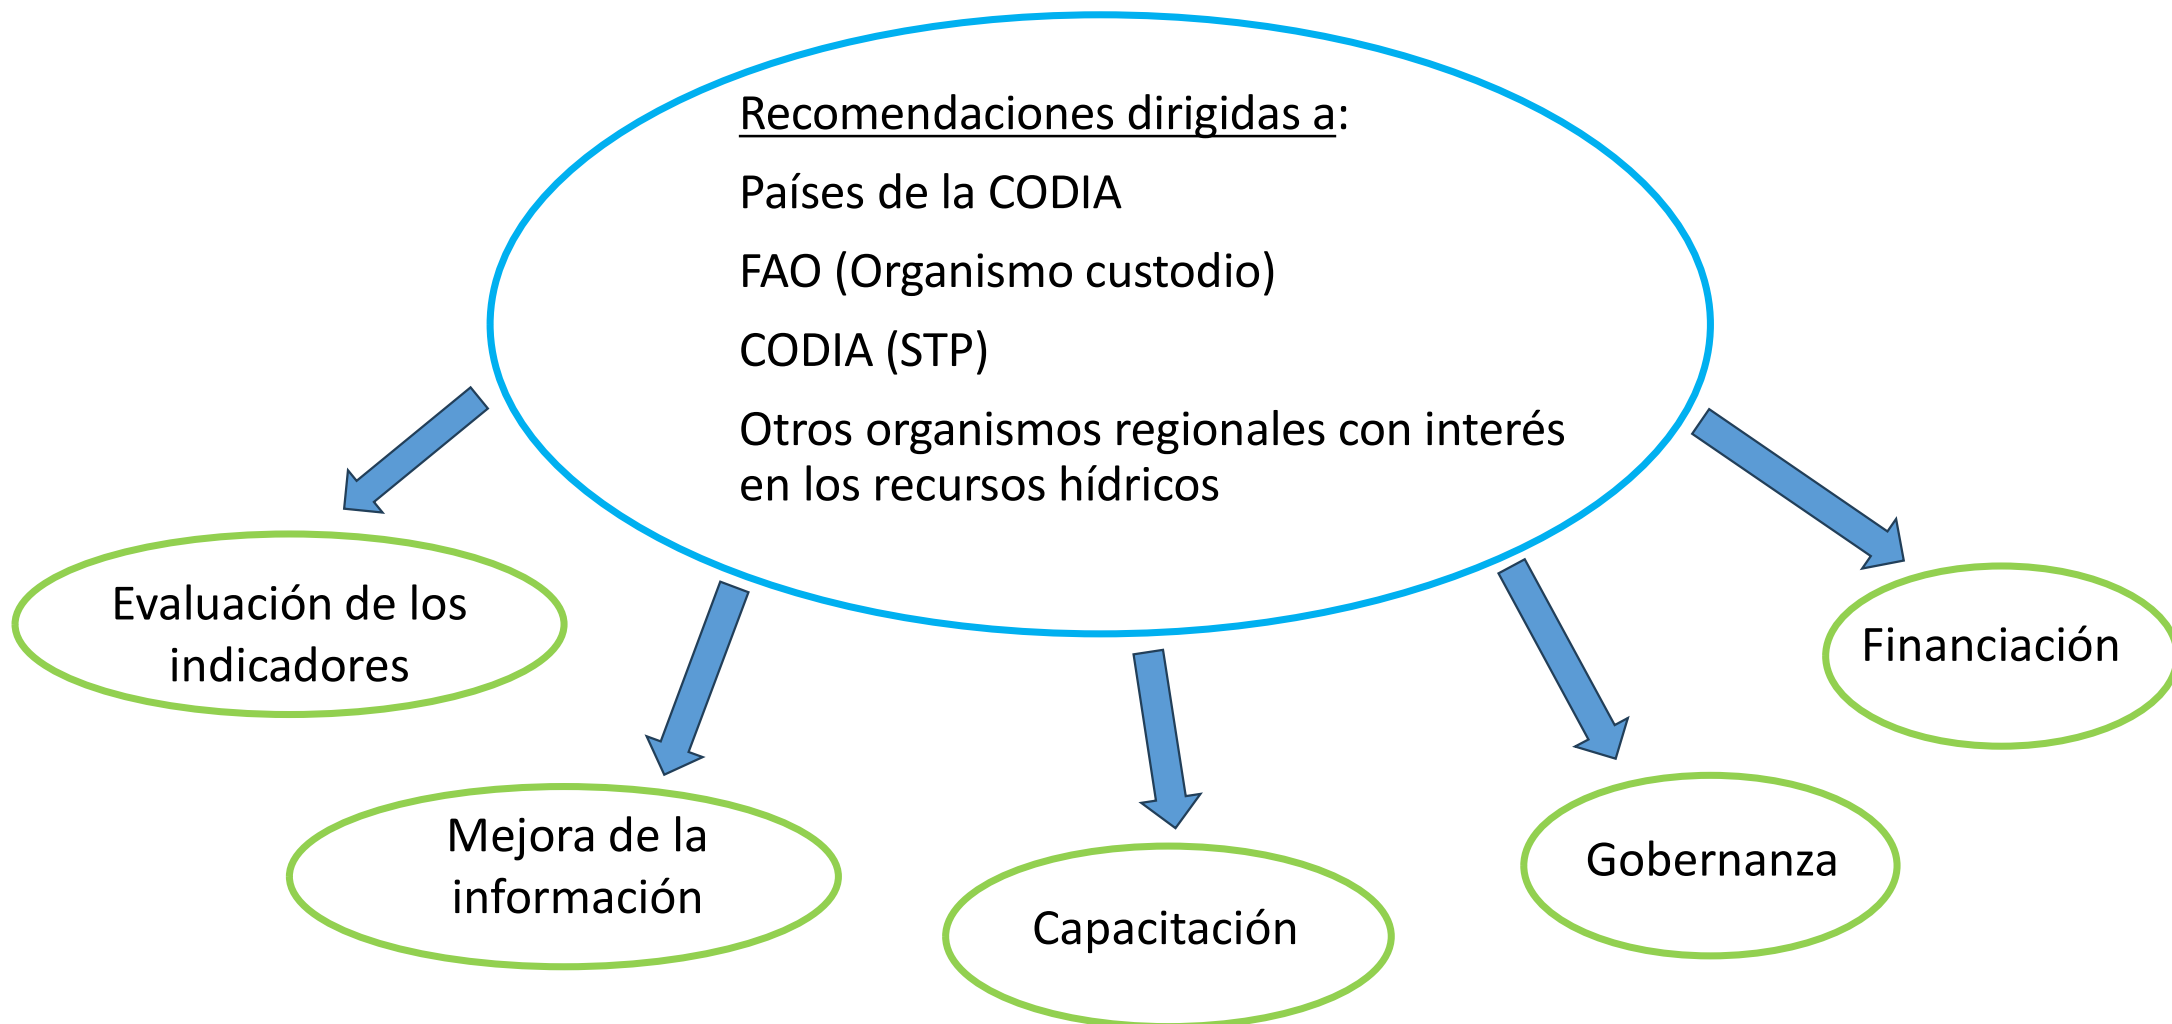 Recomendaciones dirigidas a:
Países de la CODIA
FAO (Organismo custodio)
CODIA (STP)
Otros organismos regionales con interés
en los recursos hídricos
Evaluación de los
indicadores
Mejora de la
información
Capacitación
Gobernanza
Financiación